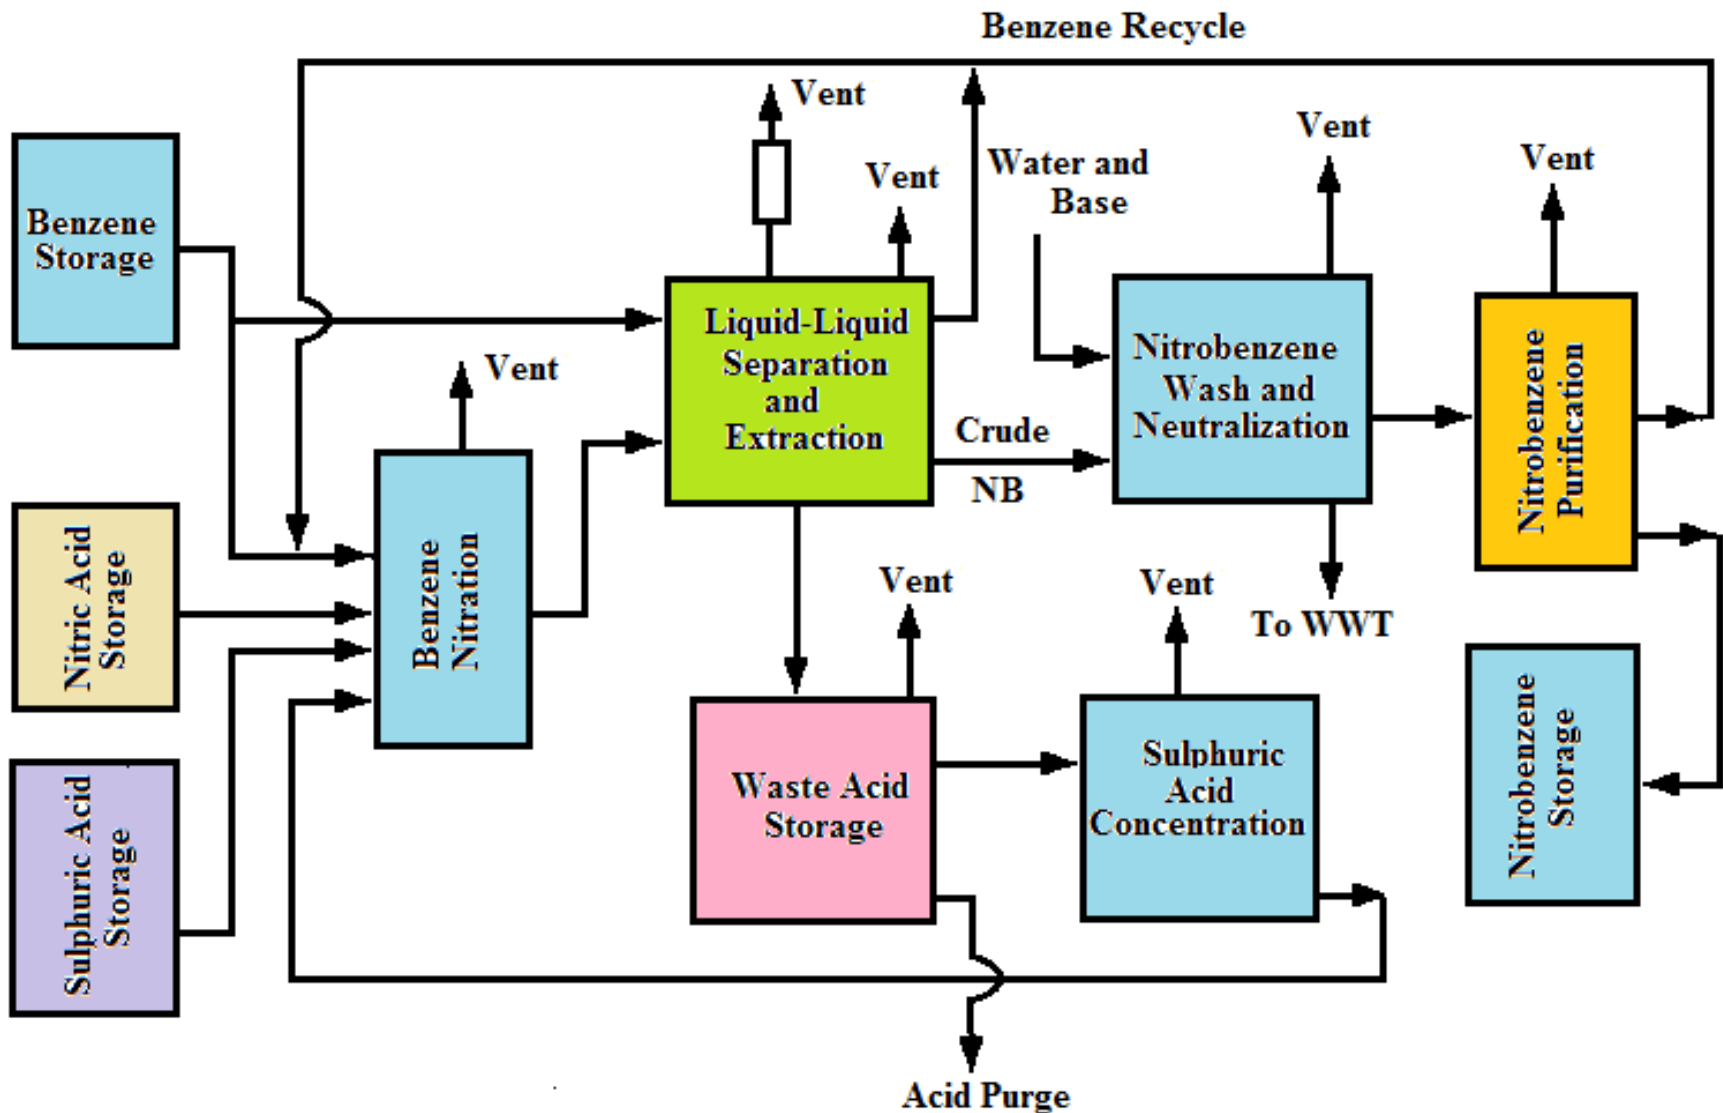 Benzene Recycle
Vent
Vent
Water and
Base
Vent
Vent
Benzene
Storage
Vent
Liquid-Liquid
Separation
and
Extraction
Nitrobenzene
Wash and
Neutralization
Crude
NB
Nitrobenzene
Purification
Nitric Acid
Storage
Benzene
Nitration
Vent
Vent
To WWT
Sulphuric Acid
Storage
Waste Acid
Storage
Sulphuric
Acid
Concentration
Nitrobenzene
Storage
Acid Purge